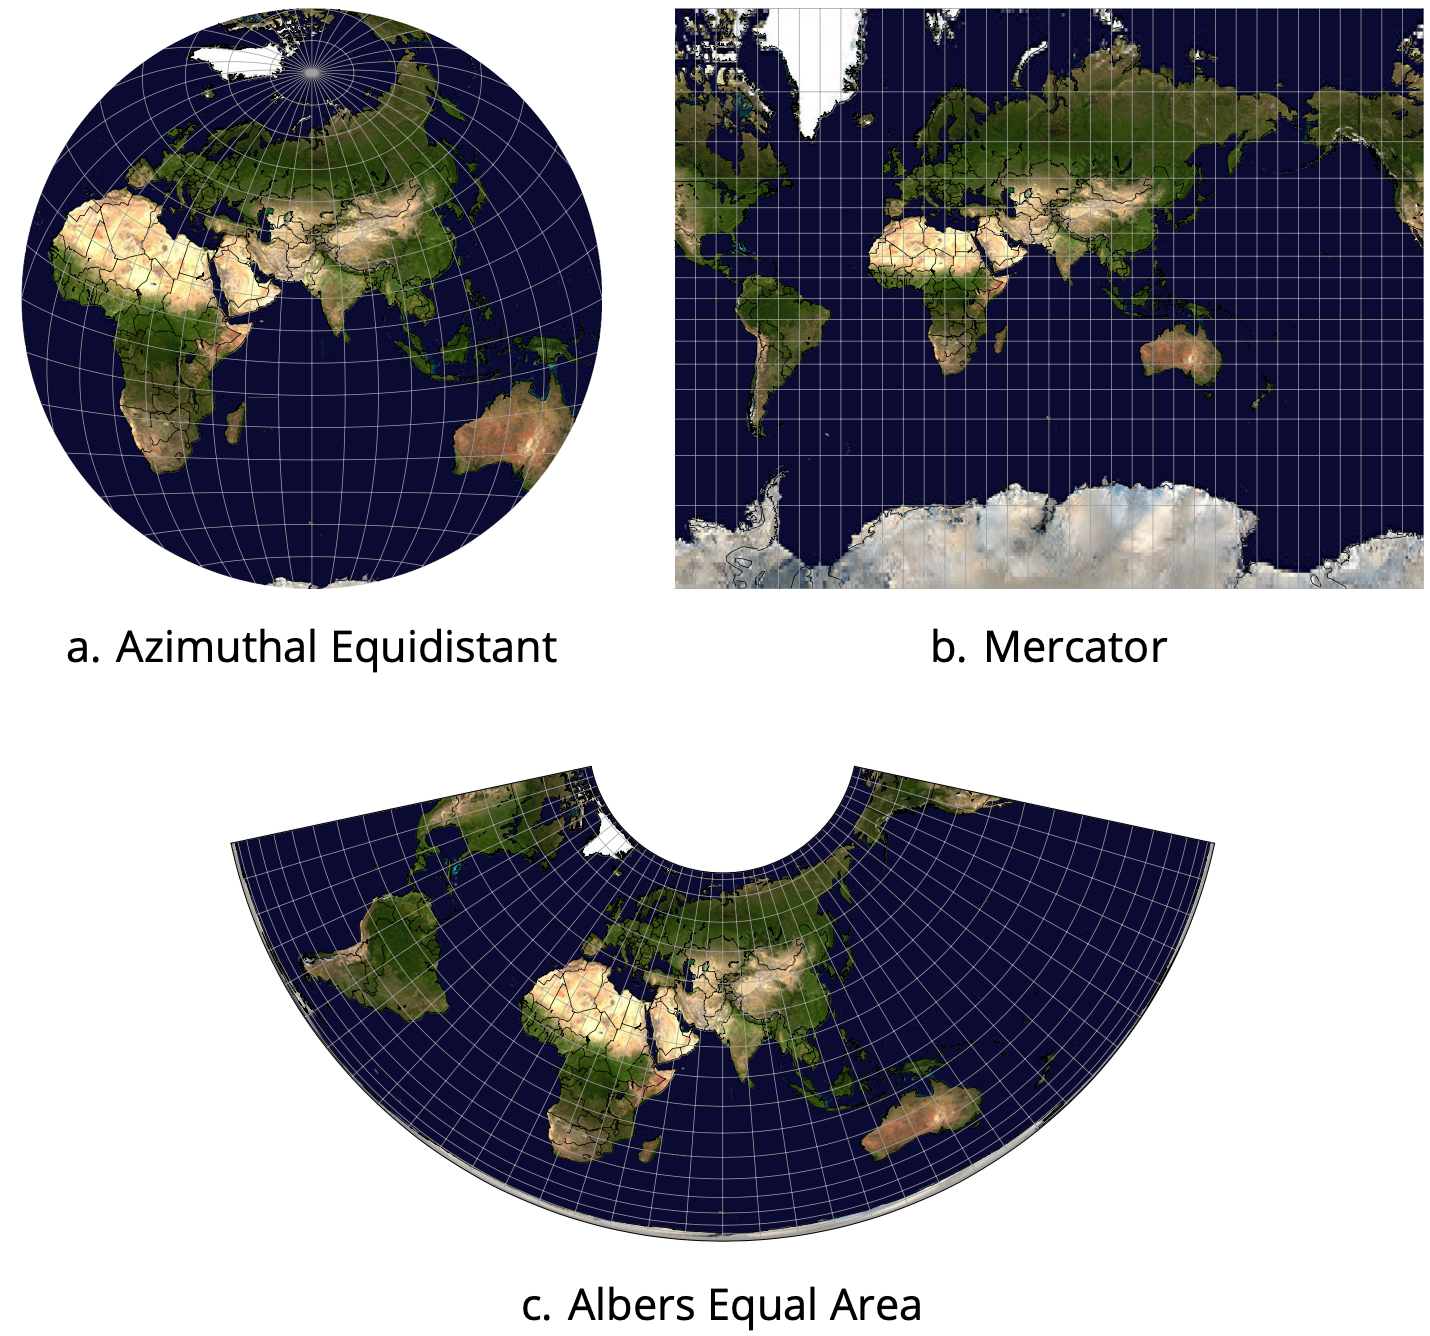 a. Azimuthal Equidistant
b. Mercator
c. Albers Equal Area